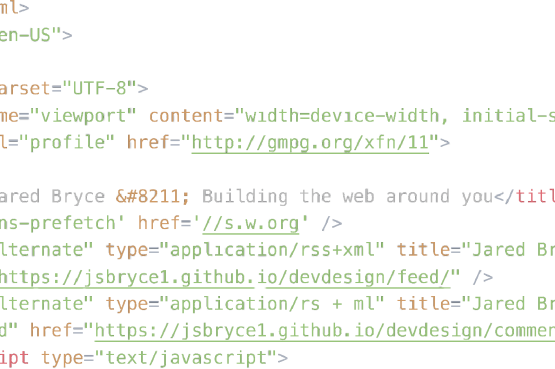 ml>
en-US">
arset="UTF-8">
me="viewport" content="width=device-width, initial-s
l="profile" href="http://gmpg.org/xfn/11">
ared Bryce &#8211; Building the web around you</titl
ns-prefetch' href='//s.w.org' />
lternate" type="application/rss+xml" title="Jared Br
https://jsbryce1.github.io/devdesign/feed/" />
lternate" type="application/rs + ml" title="Jared Br
d" href="https://jsbryce1.github.io/devdesign/commen
ipt type="text/javascript">